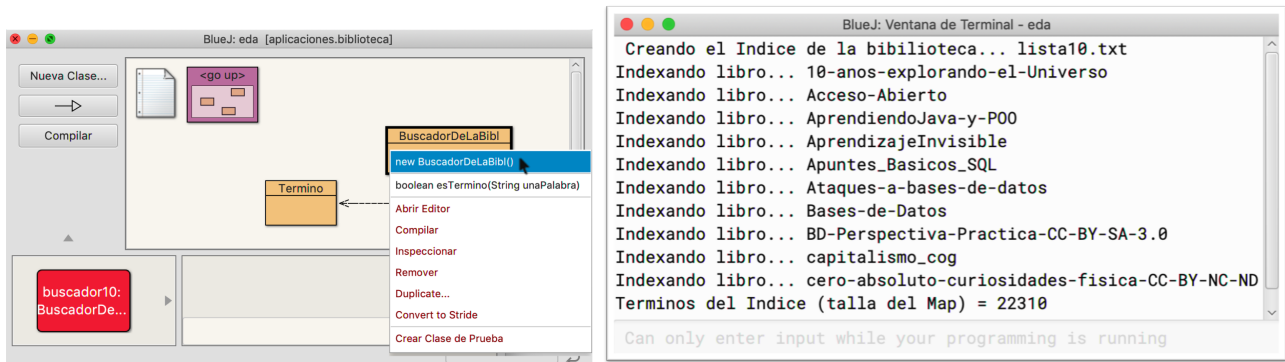 BlueJ: eda [aplicaciones.biblioteca]
Nueva Clase...
Compilar
<go up>
BuscadorDeLaBibl
Termino
new BuscadorDeLaBibl()
boolean esTermino(String unaPalabra)
Abrir Editor
Compilar
Inspeccionar
Remover
Duplicate...
Convert to Stride
Crear Clase de Prueba
buscador10:
BuscadorDe...
BlueJ: Ventana de Terminal - eda
Creando el Indice de la bibilioteca... lista10.txt
Indexando libro... 10-anos-explorando-el-Universo
Indexando libro... Acceso-Abierto
Indexando libro... AprendiendoJava-y-POO
Indexando libro... AprendizajeInvisible
Indexando libro... Apuntes_Basicos_SQL
Indexando libro... Ataques-a-bases-de-datos
Indexando libro... Bases-de-Datos
Indexando libro... BD-Perspectiva-Practica-CC-BY-SA-3.0
Indexando libro... capitalismo_cog
Indexando libro... cero-absoluto-curiosidades-fisica-CC-BY-NC-ND
Terminos del Indice (talla del Map) = 22310
Can only enter input while your programming is running